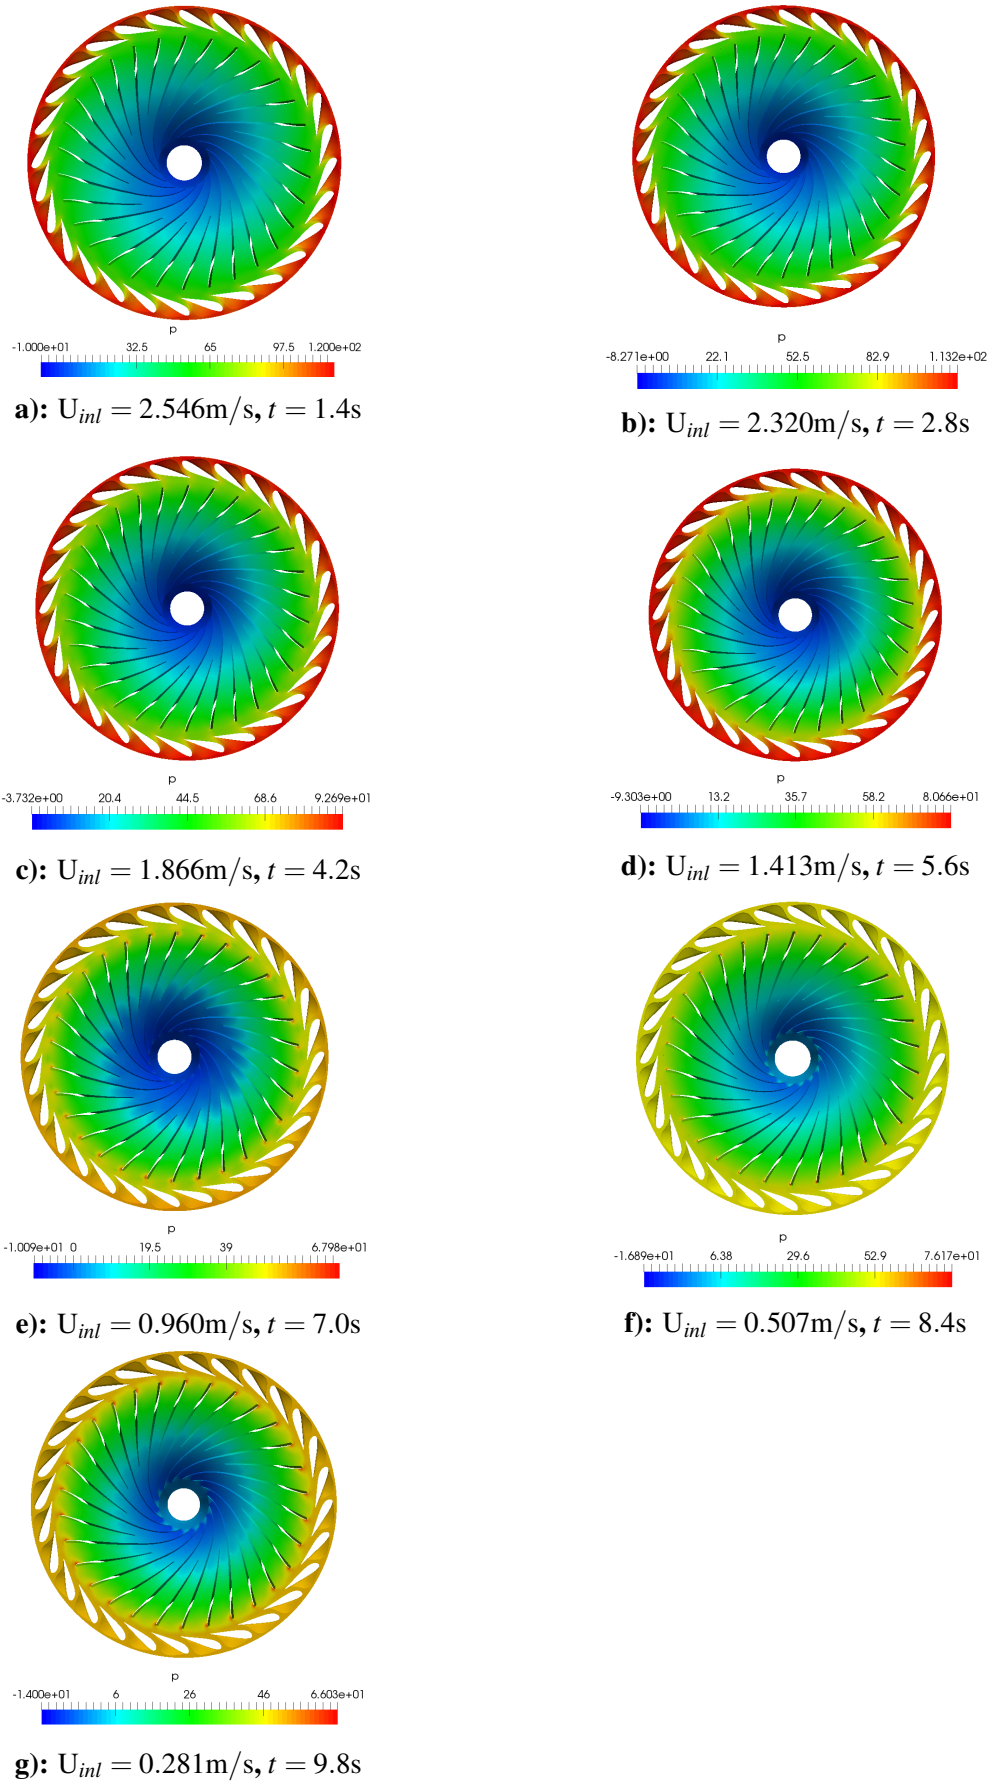 p
-1.000e+01 32.5 65 97.5 1.200e+02
a): U_inl = 2.546m/s, t = 1.4s
p
-8.271e+00 22.1 52.5 82.9 1.132e+02
b): U_inl = 2.320m/s, t = 2.8s
p
-3.732e+00 20.4 44.5 68.6 9.269e+01
c): U_inl = 1.866m/s, t = 4.2s
p
-9.303e+00 13.2 35.7 58.2 8.066e+01
d): U_inl = 1.413m/s, t = 5.6s
p
-1.009e+01 0 19.5 39 6.798e+01
e): U_inl = 0.960m/s, t = 7.0s
p
-1.689e+01 6.38 29.6 52.9 7.617e+01
f): U_inl = 0.507m/s, t = 8.4s
p
-1.400e+01 6 26 46 6.603e+01
g): U_inl = 0.281m/s, t = 9.8s